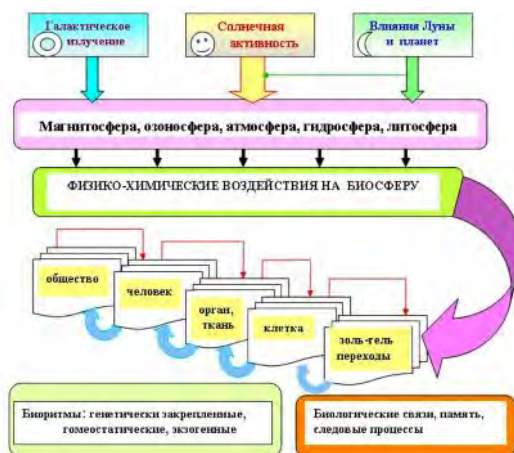 Галактическое
излучение
Солнечная
активность
Влияния Луны
и планет
Магнитосфера, озоносфера, атмосфера, гидросфера, литосфера
ФИЗИКО-ХИМИЧЕСКИЕ ВОЗДЕЙСТВИЯ НА БИОСФЕРУ
общество
человек
орган,
ткань
клетка
золь-гель
переходы
Биоритмы: генетически закрепленные,
гомеостатические, экзогенные
Биологические связи, память,
следовые процессы